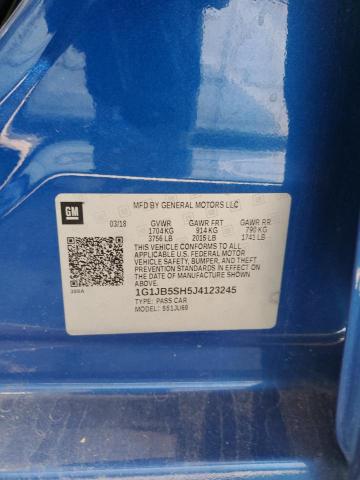 MFD BY GENERAL MOTORS LLC
GM
03/18 GVWR GAWR FRT GAWR RR
1704 KG 914 KG 790 KG
3756 LB 2015 LB 1741 LB
THIS VEHICLE CONFORMS TO ALL
APPLICABLE U.S. FEDERAL MOTOR
VEHICLE SAFETY, BUMPER, AND THEFT
PREVENTION STANDARDS IN EFFECT ON
THE DATE OF MANUFACTURE SHOWN
ABOVE.
1G1JB5SH5J4123245
TYPE: PASS CAR
MODEL: S51JU69